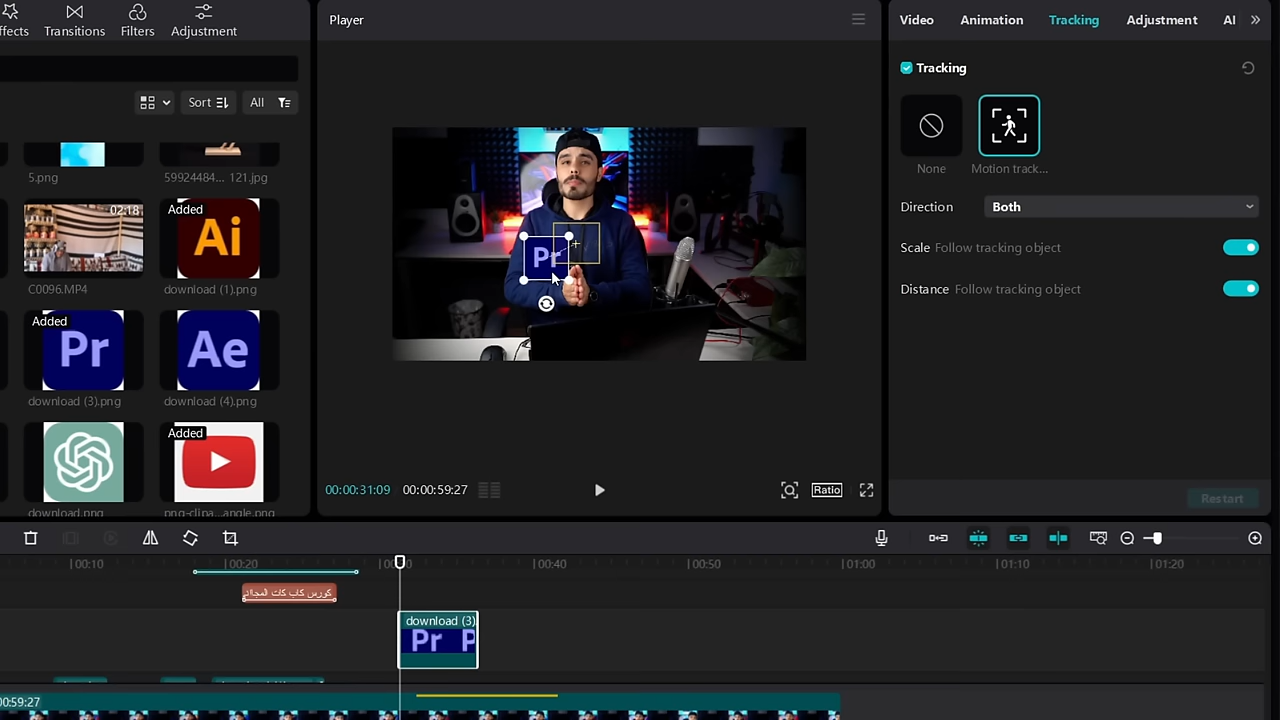 ffects
Transitions
Filters
Adjustment
Sort
All
5.png
59924484... 121.jpg
02:18
C0096.MP4
Added
Ai
download (1).png
Added
Pr
download (3).png
Ae
download (4).png
download.png
Added
png-clipa...angle.png
Player
Pr
00:00:31:09
00:00:59:27
Ratio
Video
Animation
Tracking
Adjustment
AI
Tracking
None
Motion track...
Direction
Both
Scale Follow tracking object
Distance Follow tracking object
Restart
00:10
00:20
00:40
00:50
01:00
01:10
01:20
كورس كاب كات المجاني
download (3)
Pr
P
00:59:27